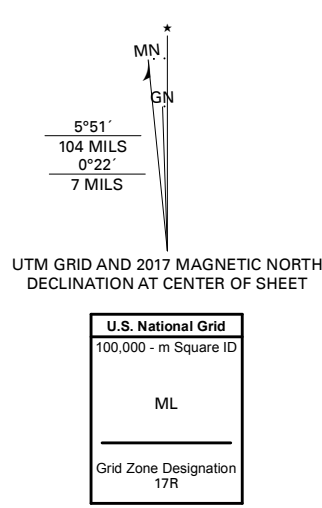 MN
GN
5°51´
104 MILS
0°22´
7 MILS
UTM GRID AND 2017 MAGNETIC NORTH
DECLINATION AT CENTER OF SHEET
U.S. National Grid
100,000 - m Square ID
ML
Grid Zone Designation
17R